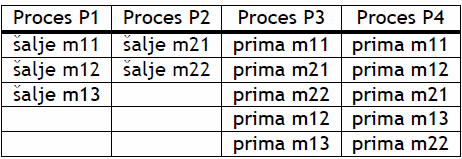 Proces P1 Proces P2 Proces P3 Proces P4
šalje m11 šalje m21 prima m11 prima m11
šalje m12 šalje m22 prima m21 prima m12
šalje m13 prima m22 prima m21
prima m12 prima m13
prima m13 prima m22